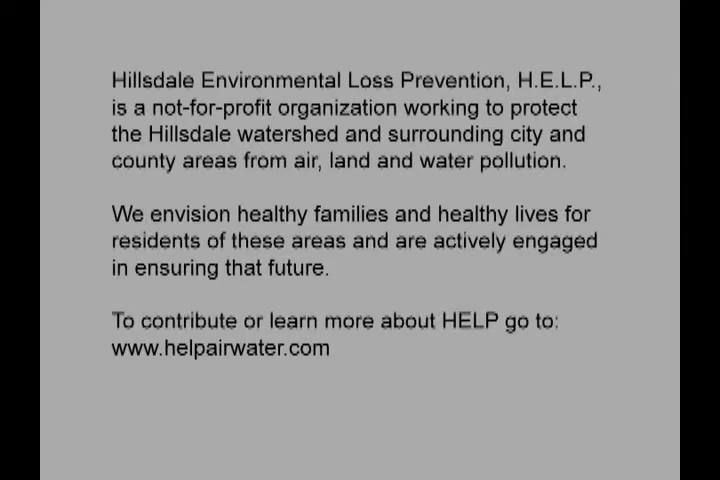 Hillsdale Environmental Loss Prevention, H.E.L.P.,
is a not-for-profit organization working to protect
the Hillsdale watershed and surrounding city and
county areas from air, land and water pollution.
We envision healthy families and healthy lives for
residents of these areas and are actively engaged
in ensuring that future.
To contribute or learn more about HELP go to:
www.helpairwater.com